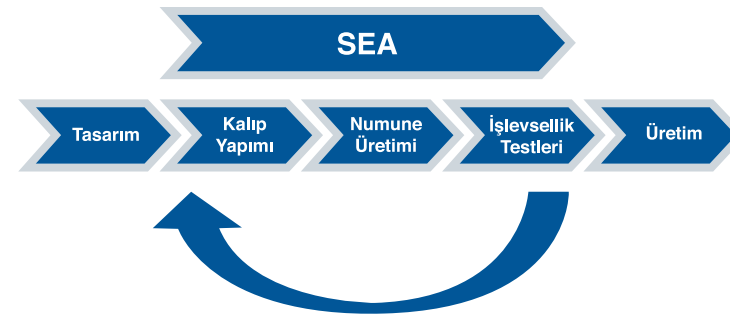 SEA
Tasarım
Kalıp
Yapımı
Numune
Üretimi
İşlevsellik
Testleri
Üretim